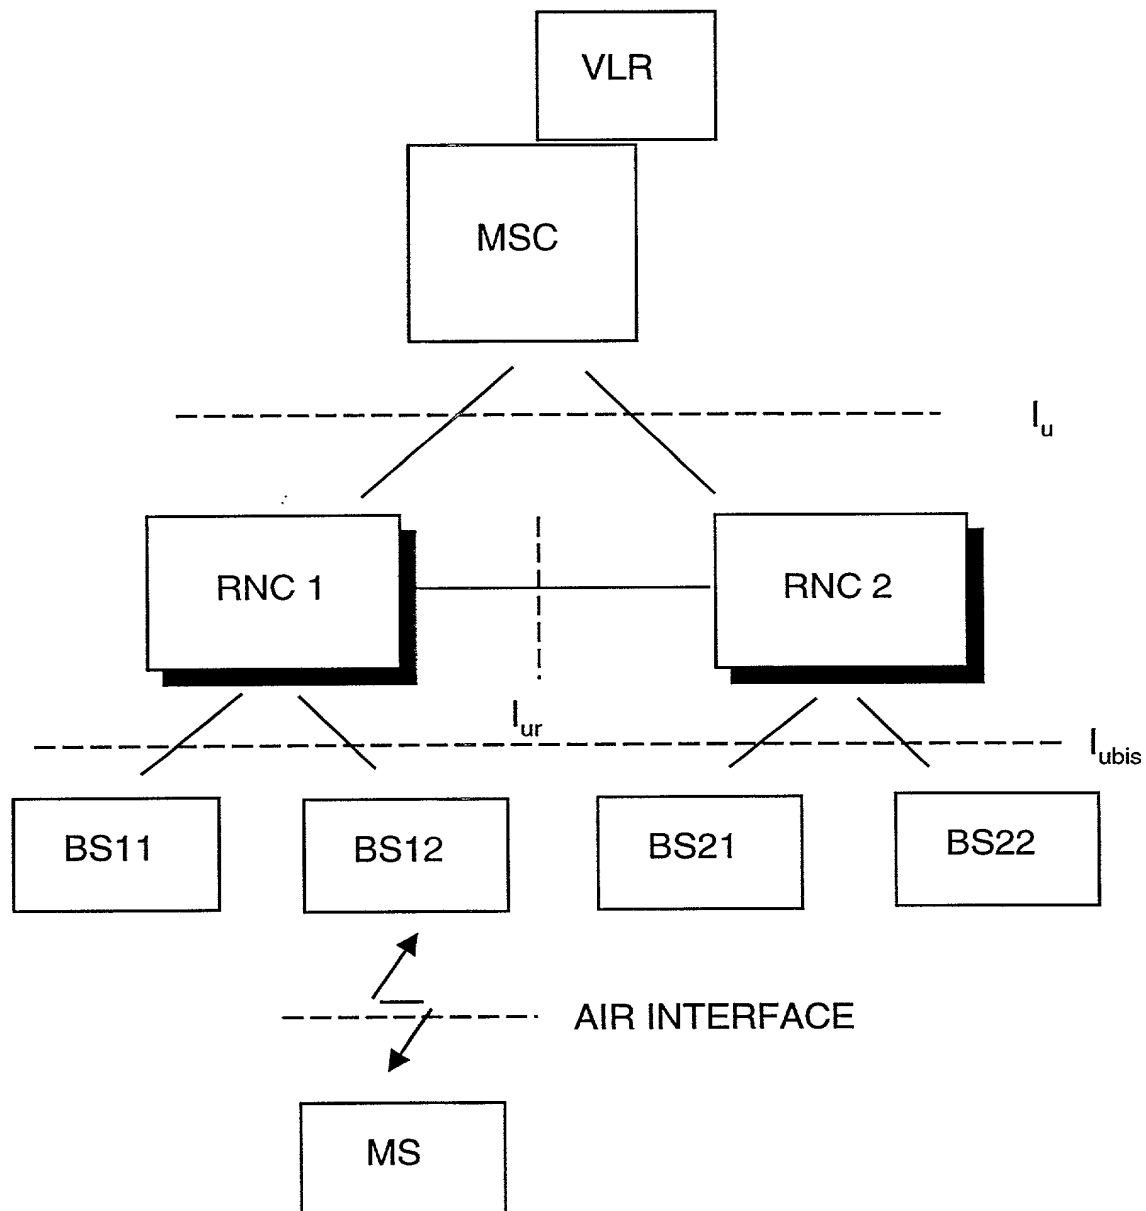 VLR
MSC
Iu
RNC 1
RNC 2
Iur
Iubis
BS11
BS12
BS21
BS22
AIR INTERFACE
MS